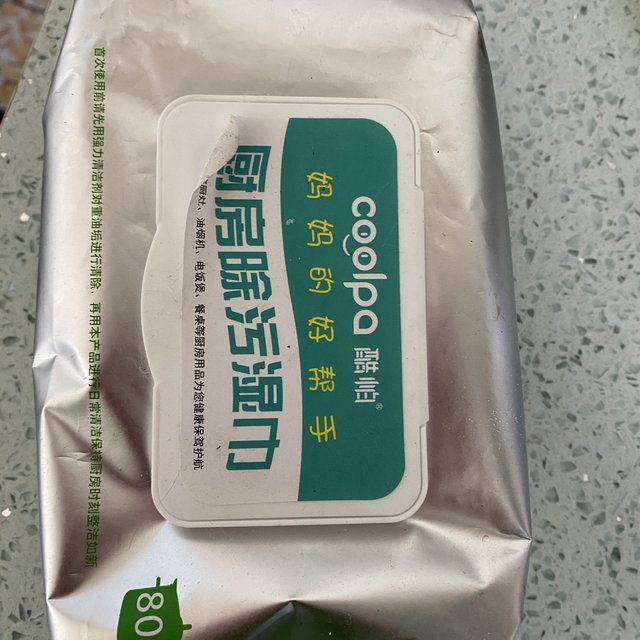 coolpa 酷怕®
妈妈的好帮手
厨房除污湿巾
厨灶、油烟机、电饭煲、餐桌等厨房用品为您健康保驾护航
首次使用前请先用强力清洁剂对重油垢进行清除，再用本产品进行日常清洁保持厨房时刻整洁如新
80